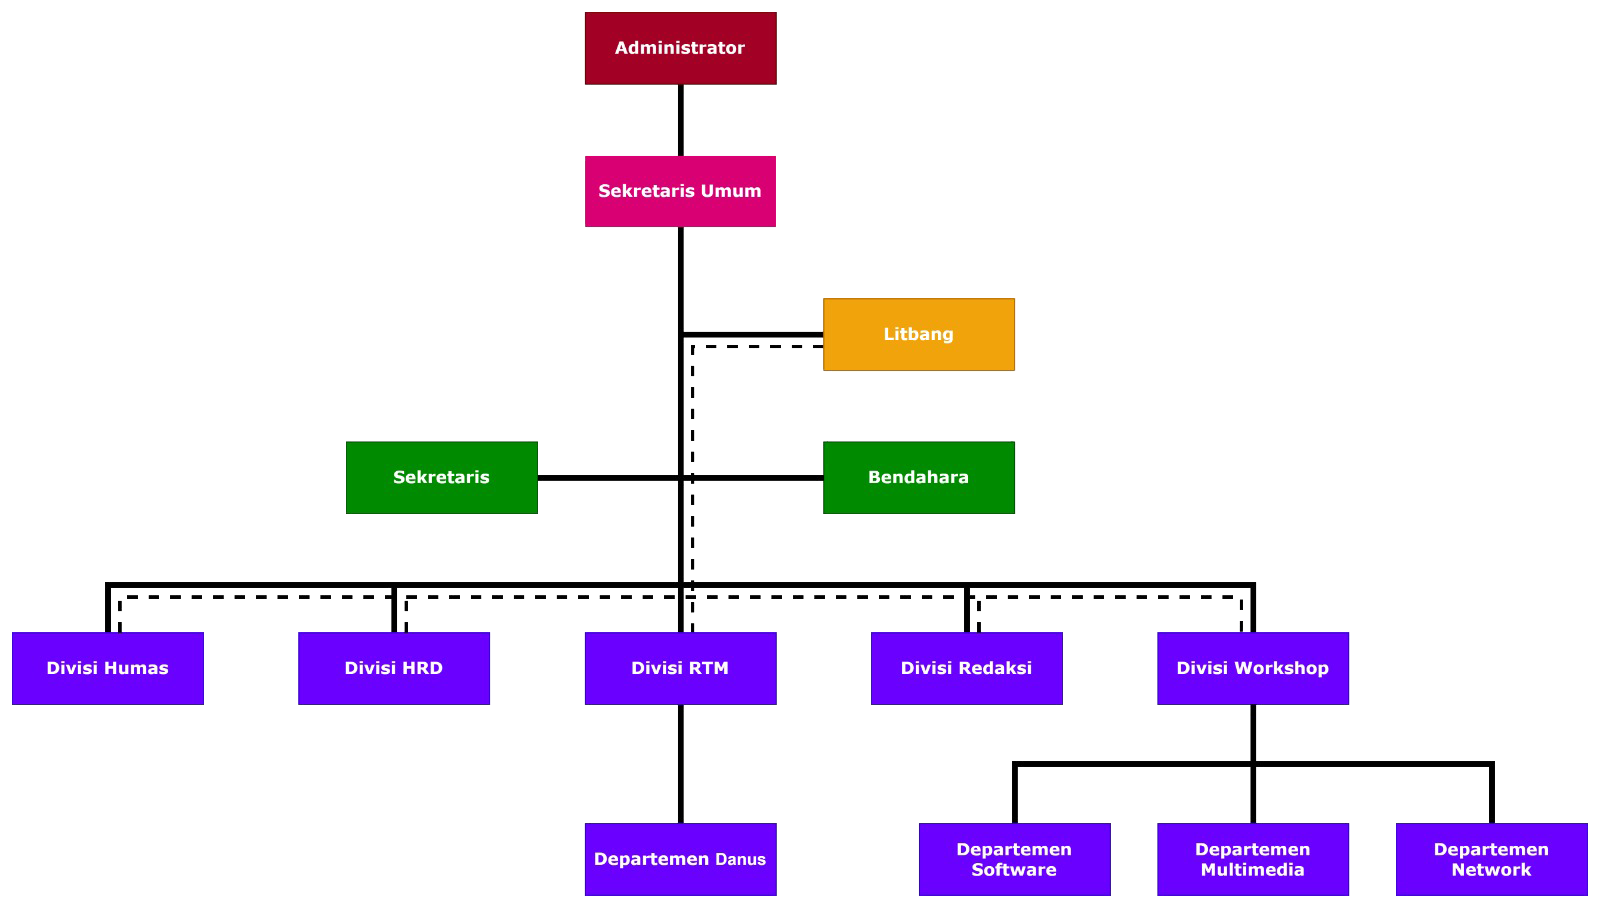 Administrator
Sekretaris Umum
Litbang
Sekretaris
Bendahara
Divisi Humas
Divisi HRD
Divisi RTM
Divisi Redaksi
Divisi Workshop
Departemen Danus
Departemen
Software
Departemen
Multimedia
Departemen
Network